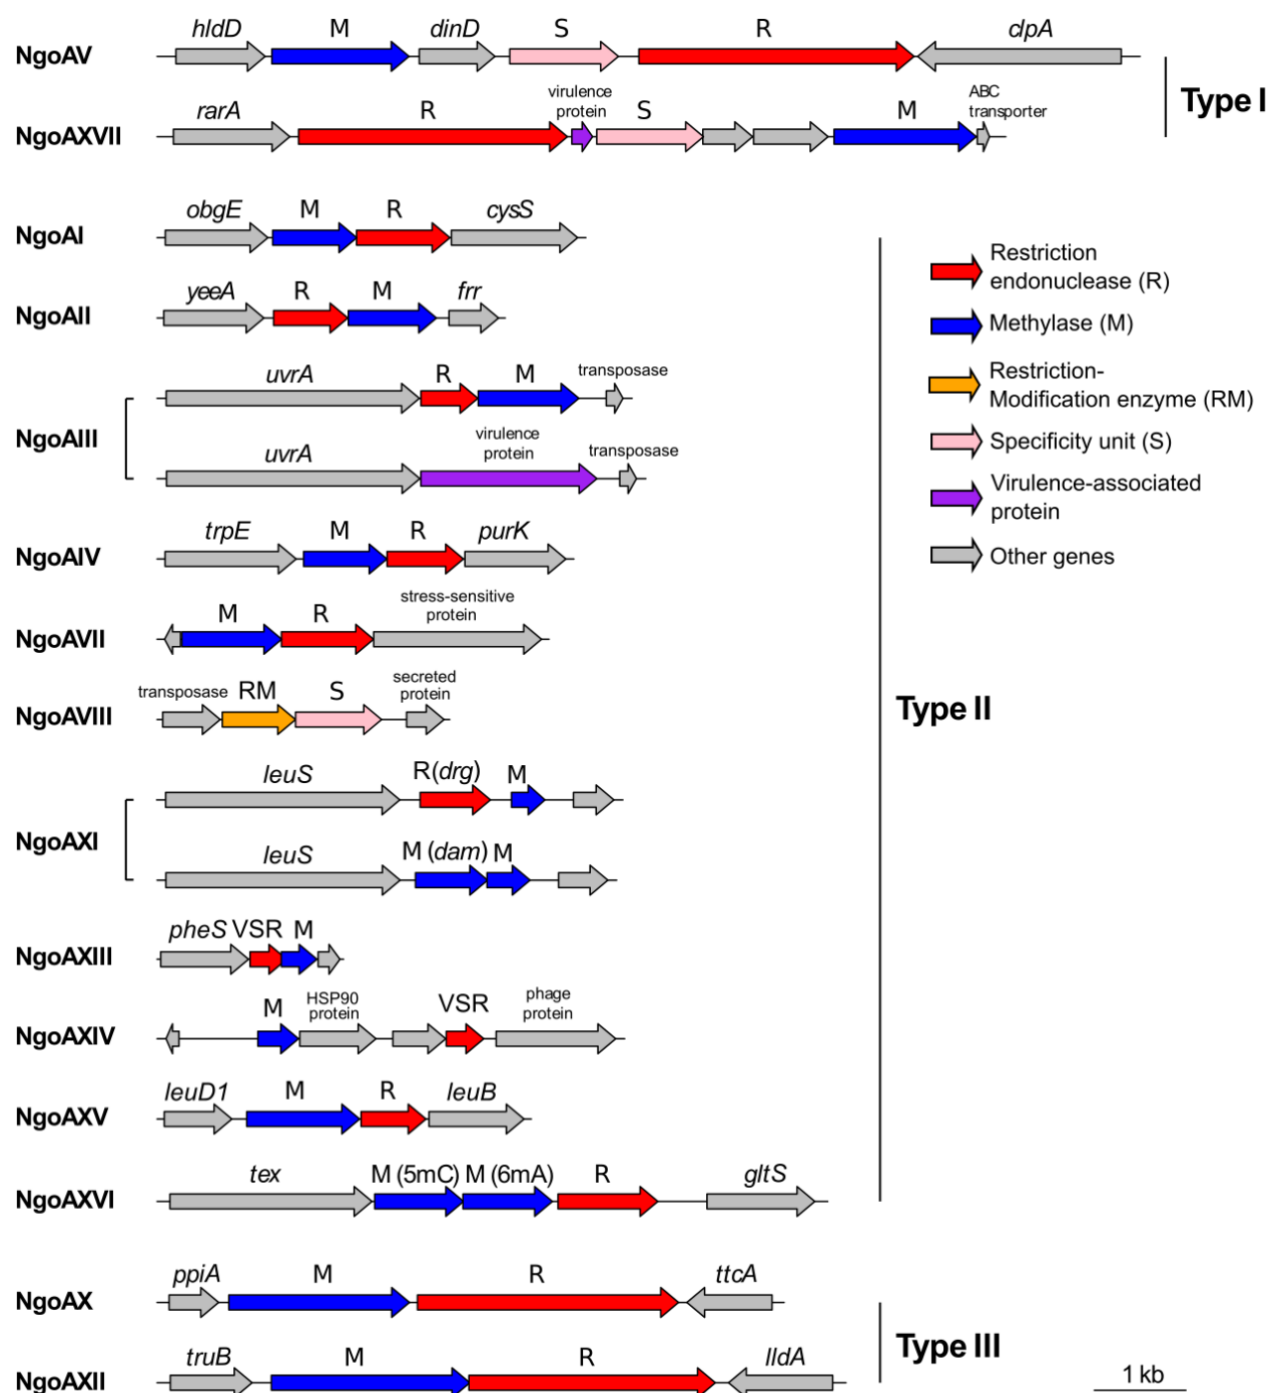 hldD M dinD S R clpA
NgoAV
Type I
rarA R virulence protein S M ABC transporter
NgoAXVII
obgE M R cysS
NgoAI
yeeA R M frr
NgoAII
uvrA R M transposase
NgoAIII
uvrA virulence protein transposase
trpE M R purK
NgoAIV
M R stress-sensitive protein
NgoAVII
transposase RM S secreted protein
NgoAVIII
leuS R(drg) M
NgoAXI
leuS M (dam) M
pheS VSR M
NgoAXIII
M HSP90 protein VSR phage protein
NgoAXIV
leuD1 M R leuB
NgoAXV
tex M (5mC) M (6mA) R gltS
NgoAXVI
Type II
Restriction
endonuclease (R)
Methylase (M)
Restriction-
Modification enzyme (RM)
Specificity unit (S)
Virulence-associated
protein
Other genes
ppiA M R ttcA
NgoAX
Type III
truB M R lldA
NgoAXII
1 kb